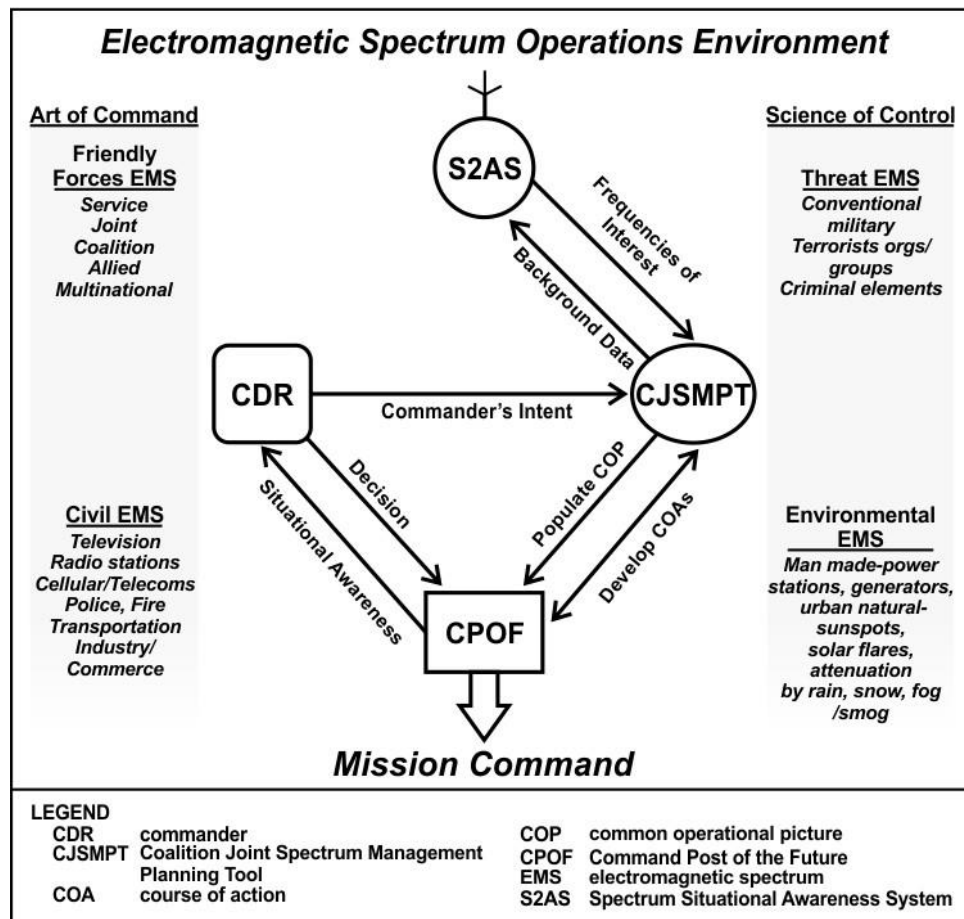 Electromagnetic Spectrum Operations Environment
Art of Command
Friendly
Forces EMS
Service
Joint
Coalition
Allied
Multinational
Civil EMS
Television
Radio stations
Cellular/Telecoms
Police, Fire
Transportation
Industry/
Commerce
S2AS
Frequencies of
Interest
Background Data
CDR
Commander's Intent
CJSMPT
Decision
Situational Awareness
Populate COP
Develop COAs
CPOF
Mission Command
Science of Control
Threat EMS
Conventional
military
Terrorists orgs/
groups
Criminal elements
Environmental
EMS
Man made-power
stations, generators,
urban natural-
sunspots,
solar flares,
attenuation
by rain, snow, fog
/smog
LEGEND
CDR commander
CJSMPT Coalition Joint Spectrum Management
Planning Tool
COA course of action
COP common operational picture
CPOF Command Post of the Future
EMS electromagnetic spectrum
S2AS Spectrum Situational Awareness System